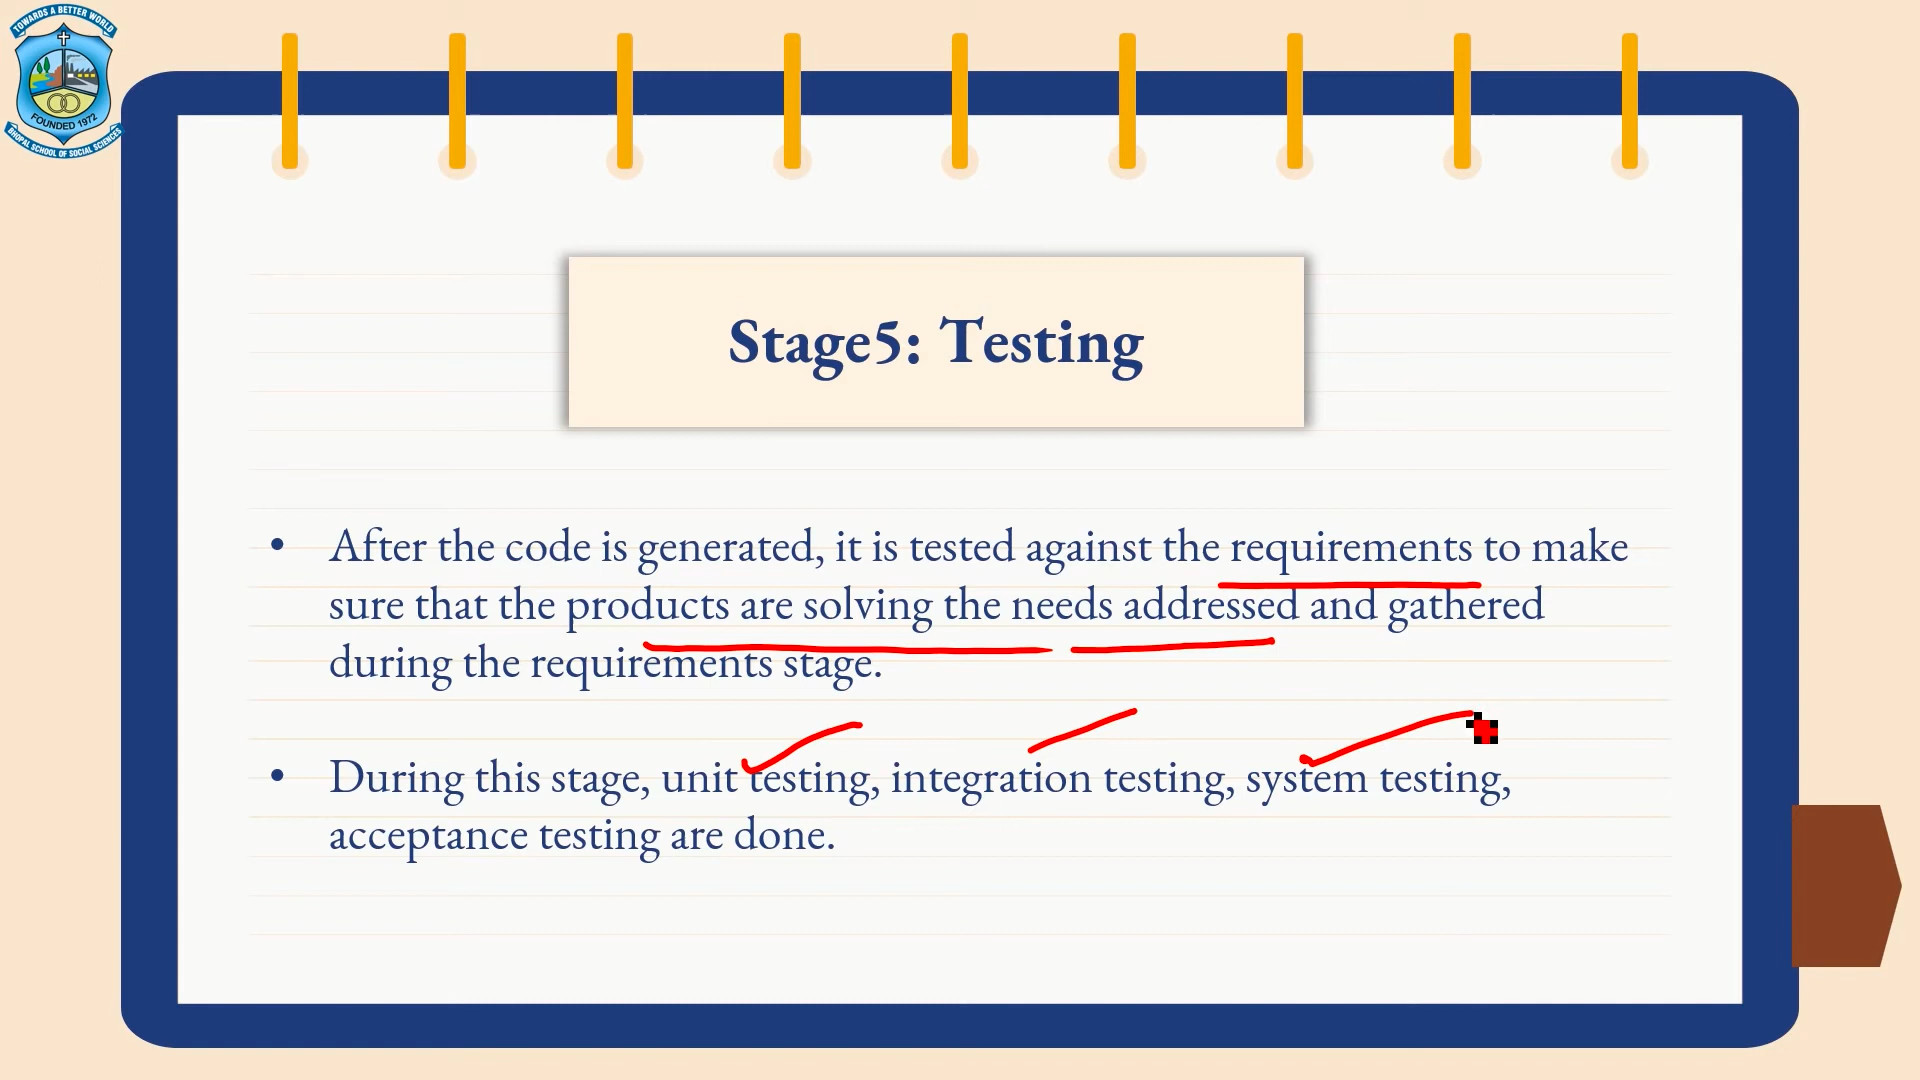 TOWARDS A BETTER WORLD
FOUNDED 1972
BHOPAL SCHOOL OF SOCIAL SCIENCES
Stage5: Testing
• After the code is generated, it is tested against the requirements to make
sure that the products are solving the needs addressed and gathered
during the requirements stage.
• During this stage, unit testing, integration testing, system testing,
acceptance testing are done.